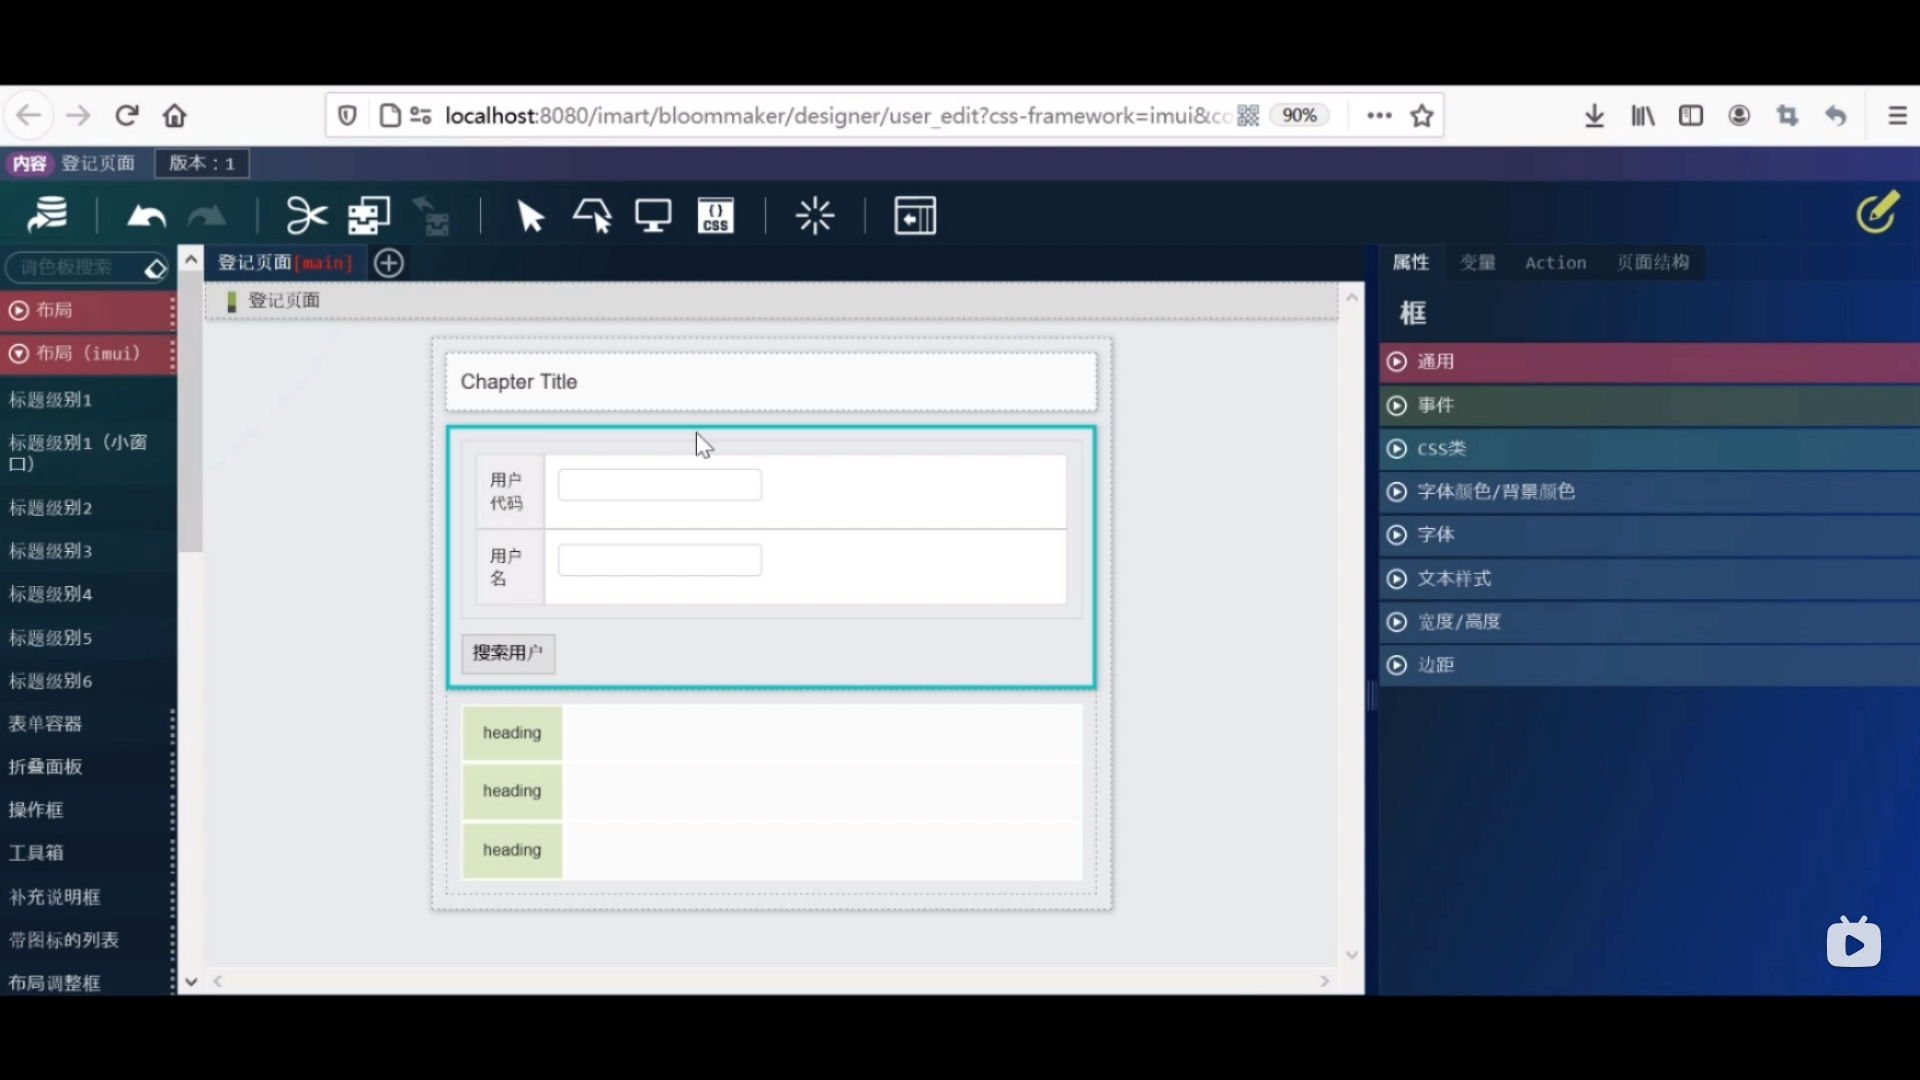 localhost:8080/imart/bloommaker/designer/user_edit?css-framework=imui&co
90%
内容 登记页面 版本：1
{} CSS
调色板搜索
登记页面[main]
属性 变量 Action 页面结构
布局
布局（imui）
标题级别1
标题级别1（小窗
口）
标题级别2
标题级别3
标题级别4
标题级别5
标题级别6
表单容器
折叠面板
操作框
工具箱
补充说明框
带图标的列表
布局调整框
登记页面
Chapter Title
用户
代码
用户
名
搜索用户
heading
heading
heading
框
通用
事件
CSS类
字体颜色/背景颜色
字体
文本样式
宽度/高度
边距